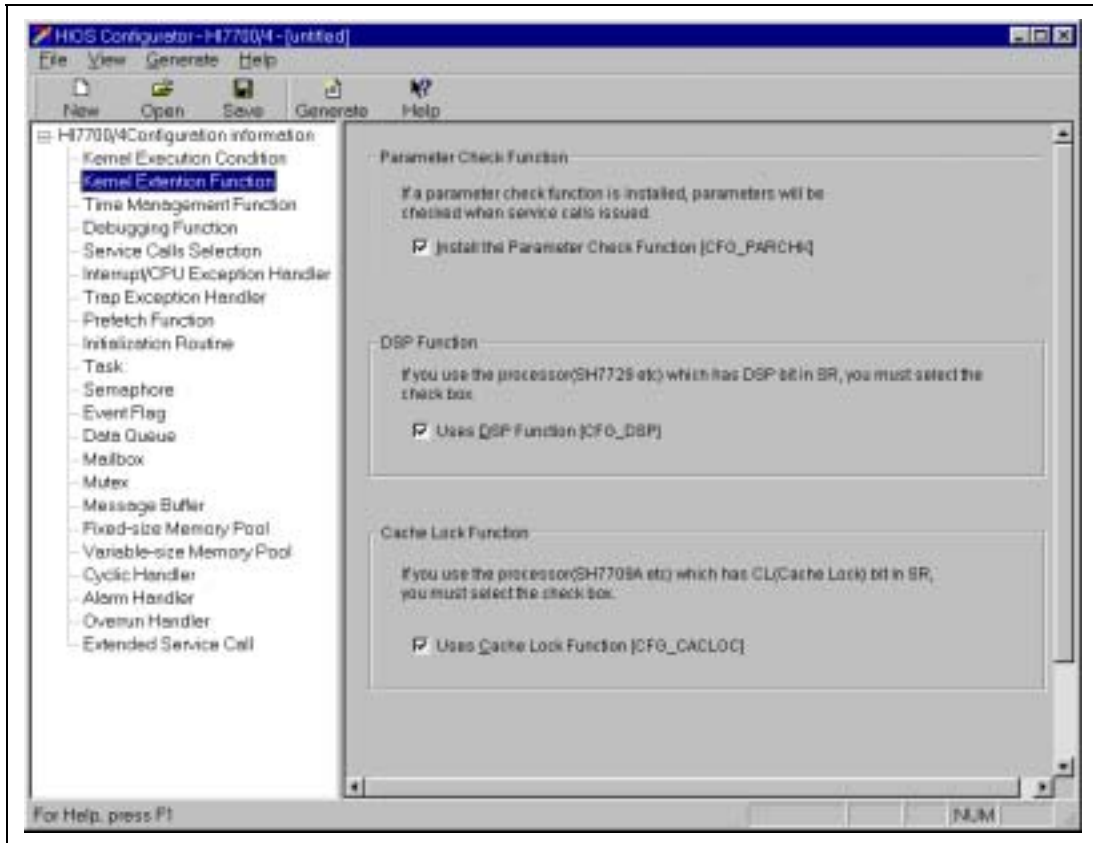 HIOS Configurator - HI7700/4 - [untitled]
File View Generate Help
New Open Save Generate Help
HI7700/4Configuration information
Kernel Execution Condition
Kernel Extention Function
Time Management Function
Debugging Function
Service Calls Selection
Interrupt/CPU Exception Handler
Trap Exception Handler
Prefetch Function
Initialization Routine
Task
Semaphore
Event Flag
Data Queue
Mailbox
Mutex
Message Buffer
Fixed-size Memory Pool
Variable-size Memory Pool
Cyclic Handler
Alarm Handler
Overrun Handler
Extended Service Call
Parameter Check Function
If a parameter check function is installed, parameters will be
checked when service calls issued.
Install the Parameter Check Function [CFG_PARCHK]
DSP Function
If you use the processor(SH7729 etc) which has DSP bit in SR, you must select the
check box.
Uses DSP Function [CFG_DSP]
Cache Lock Function
If you use the processor(SH7708A etc) which has CL(Cache Lock) bit in SR,
you must select the check box.
Uses Cache Lock Function [CFG_CACLOC]
For Help, press F1
NUM